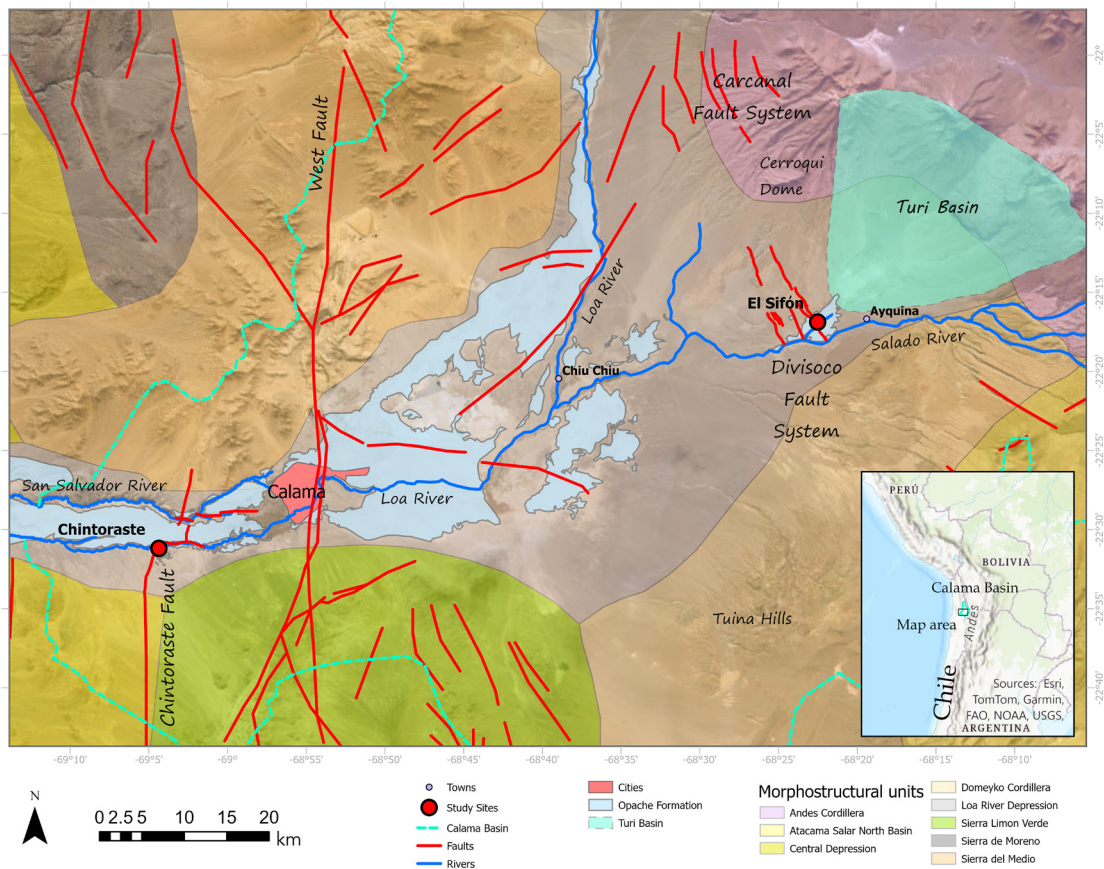 Carcanal
Fault System
West Fault
Cerroqui
Dome
Turi Basin
Loa River
El Sifón
Ayquina
Salado River
Chiu Chiu
Divisoco
Fault
System
San Salvador River
Calama
Loa River
Chintoraste
Chintoraste Fault
Tuina Hills
PERÚ
BOLIVIA
Calama Basin
Map area
Andes
Chile
Sources: Esri,
TomTom, Garmin,
FAO, NOAA, USGS,
ARGENTINA
-22°
-22°5'
-22°10'
-22°15'
-22°20'
-22°25'
-22°30'
-22°35'
-22°40'
-69°10'
-69°5'
-69°
-68°55'
-68°50'
-68°45'
-68°40'
-68°35'
-68°30'
-68°25'
-68°20'
-68°15'
-68°10'
N
0 2.5 5 10 15 20
km
Towns
Study Sites
Calama Basin
Faults
Rivers
Cities
Opache Formation
Turi Basin
Morphostructural units
Andes Cordillera
Atacama Salar North Basin
Central Depression
Domeyko Cordillera
Loa River Depression
Sierra Limon Verde
Sierra de Moreno
Sierra del Medio